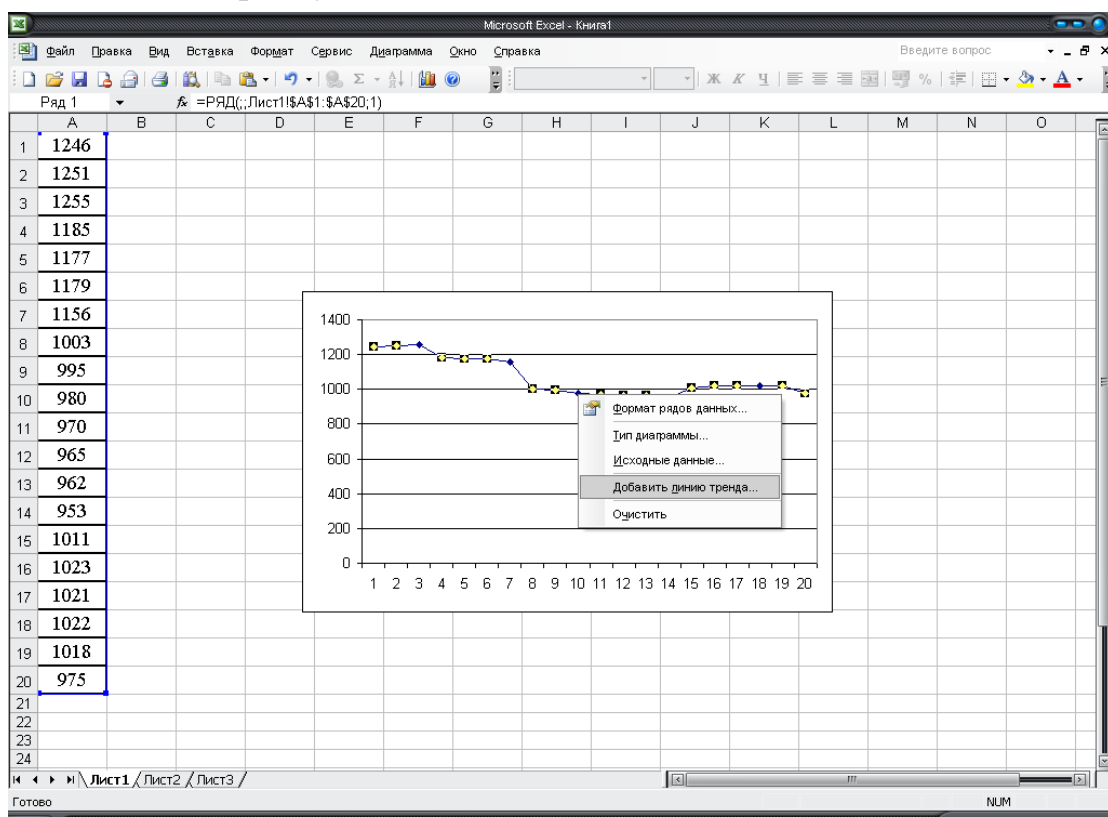 Microsoft Excel - Книга1
Файл Правка Вид Вставка Формат Сервис Диаграмма Окно Справка Введите вопрос
Ряд 1 fx =РЯД(;;Лист1!$A$1:$A$20;1)
A B C D E F G H I J K L M N O
1 1246
2 1251
3 1255
4 1185
5 1177
6 1179
7 1156
8 1003
9 995
10 980
11 970
12 965
13 962
14 953
15 1011
16 1023
17 1021
18 1022
19 1018
20 975
21
22
23
24
1400
1200
1000
800
600
400
200
0
1 2 3 4 5 6 7 8 9 10 11 12 13 14 15 16 17 18 19 20
Формат рядов данных...
Тип диаграммы...
Исходные данные...
Добавить линию тренда...
Очистить
Лист1 Лист2 Лист3
Готово NUM